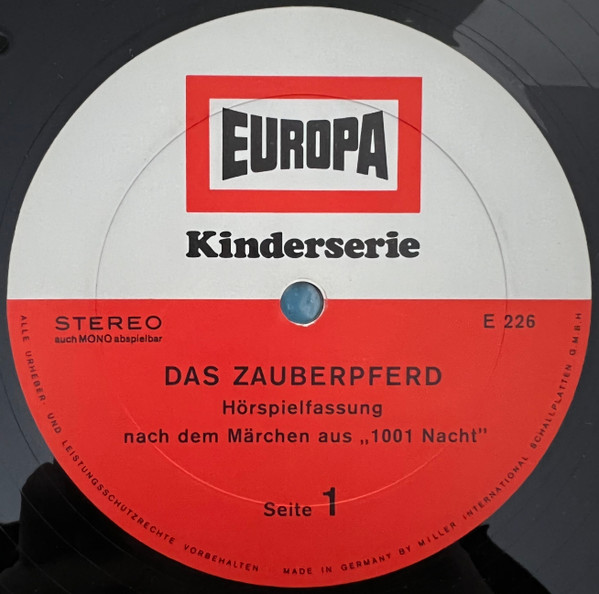 EUROPA
Kinderserie
STEREO
auch MONO abspielbar
E 226
DAS ZAUBERPFERD
Hörspielfassung
nach dem Märchen aus „1001 Nacht"
Seite 1
ALLE URHEBER- UND LEISTUNGSSCHUTZRECHTE VORBEHALTEN MADE IN GERMANY BY MILLER INTERNATIONAL SCHALLPLATTEN G.M.B.H